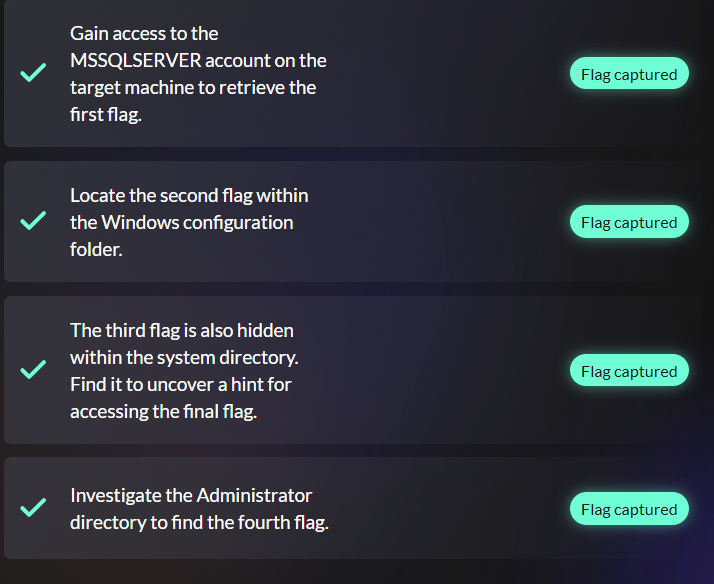 Gain access to the
MSSQLSERVER account on the
target machine to retrieve the
first flag.
Flag captured
Locate the second flag within
the Windows configuration
folder.
Flag captured
The third flag is also hidden
within the system directory.
Find it to uncover a hint for
accessing the final flag.
Flag captured
Investigate the Administrator
directory to find the fourth flag.
Flag captured